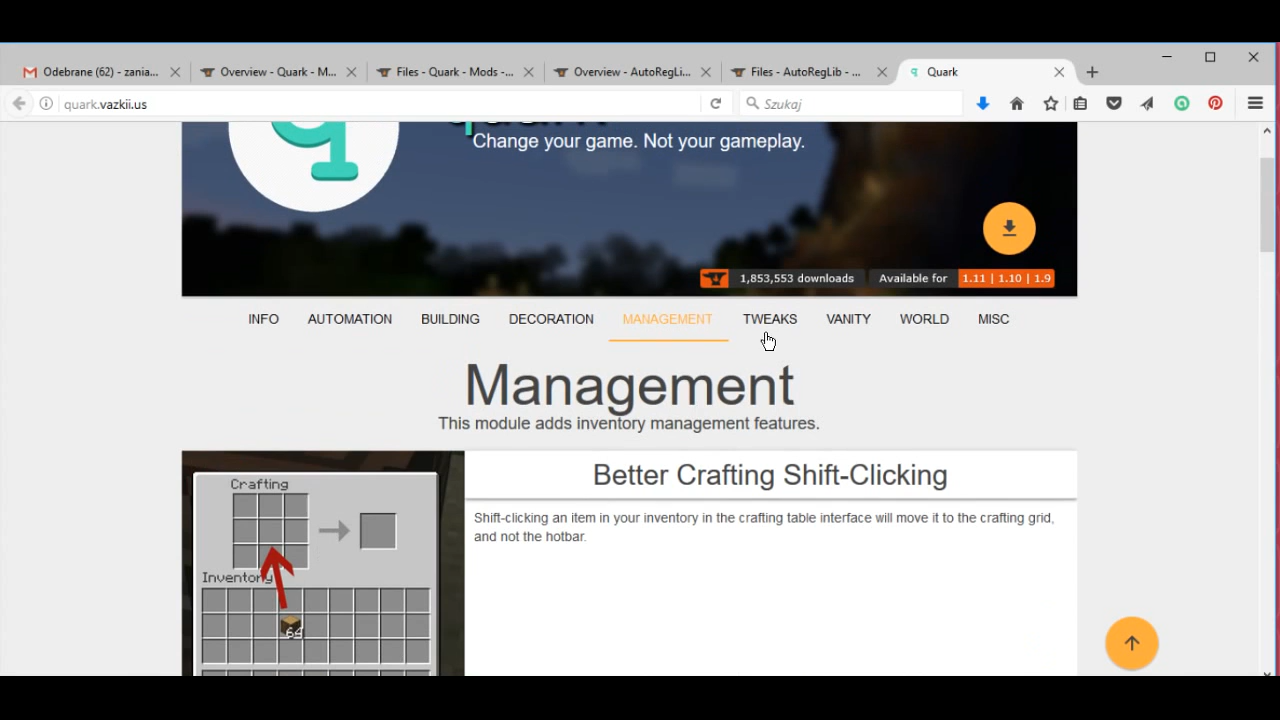 Odebrane (62) - zania...
Overview - Quark - M...
Files - Quark - Mods -...
Overview - AutoRegLi...
Files - AutoRegLib - ...
Quark
quark.vazkii.us
Szukaj
Change your game. Not your gameplay.
1,853,553 downloads
Available for
1.11 | 1.10 | 1.9
INFO
AUTOMATION
BUILDING
DECORATION
MANAGEMENT
TWEAKS
VANITY
WORLD
MISC
Management
This module adds inventory management features.
Crafting
Inventory
64
Better Crafting Shift-Clicking
Shift-clicking an item in your inventory in the crafting table interface will move it to the crafting grid,
and not the hotbar.